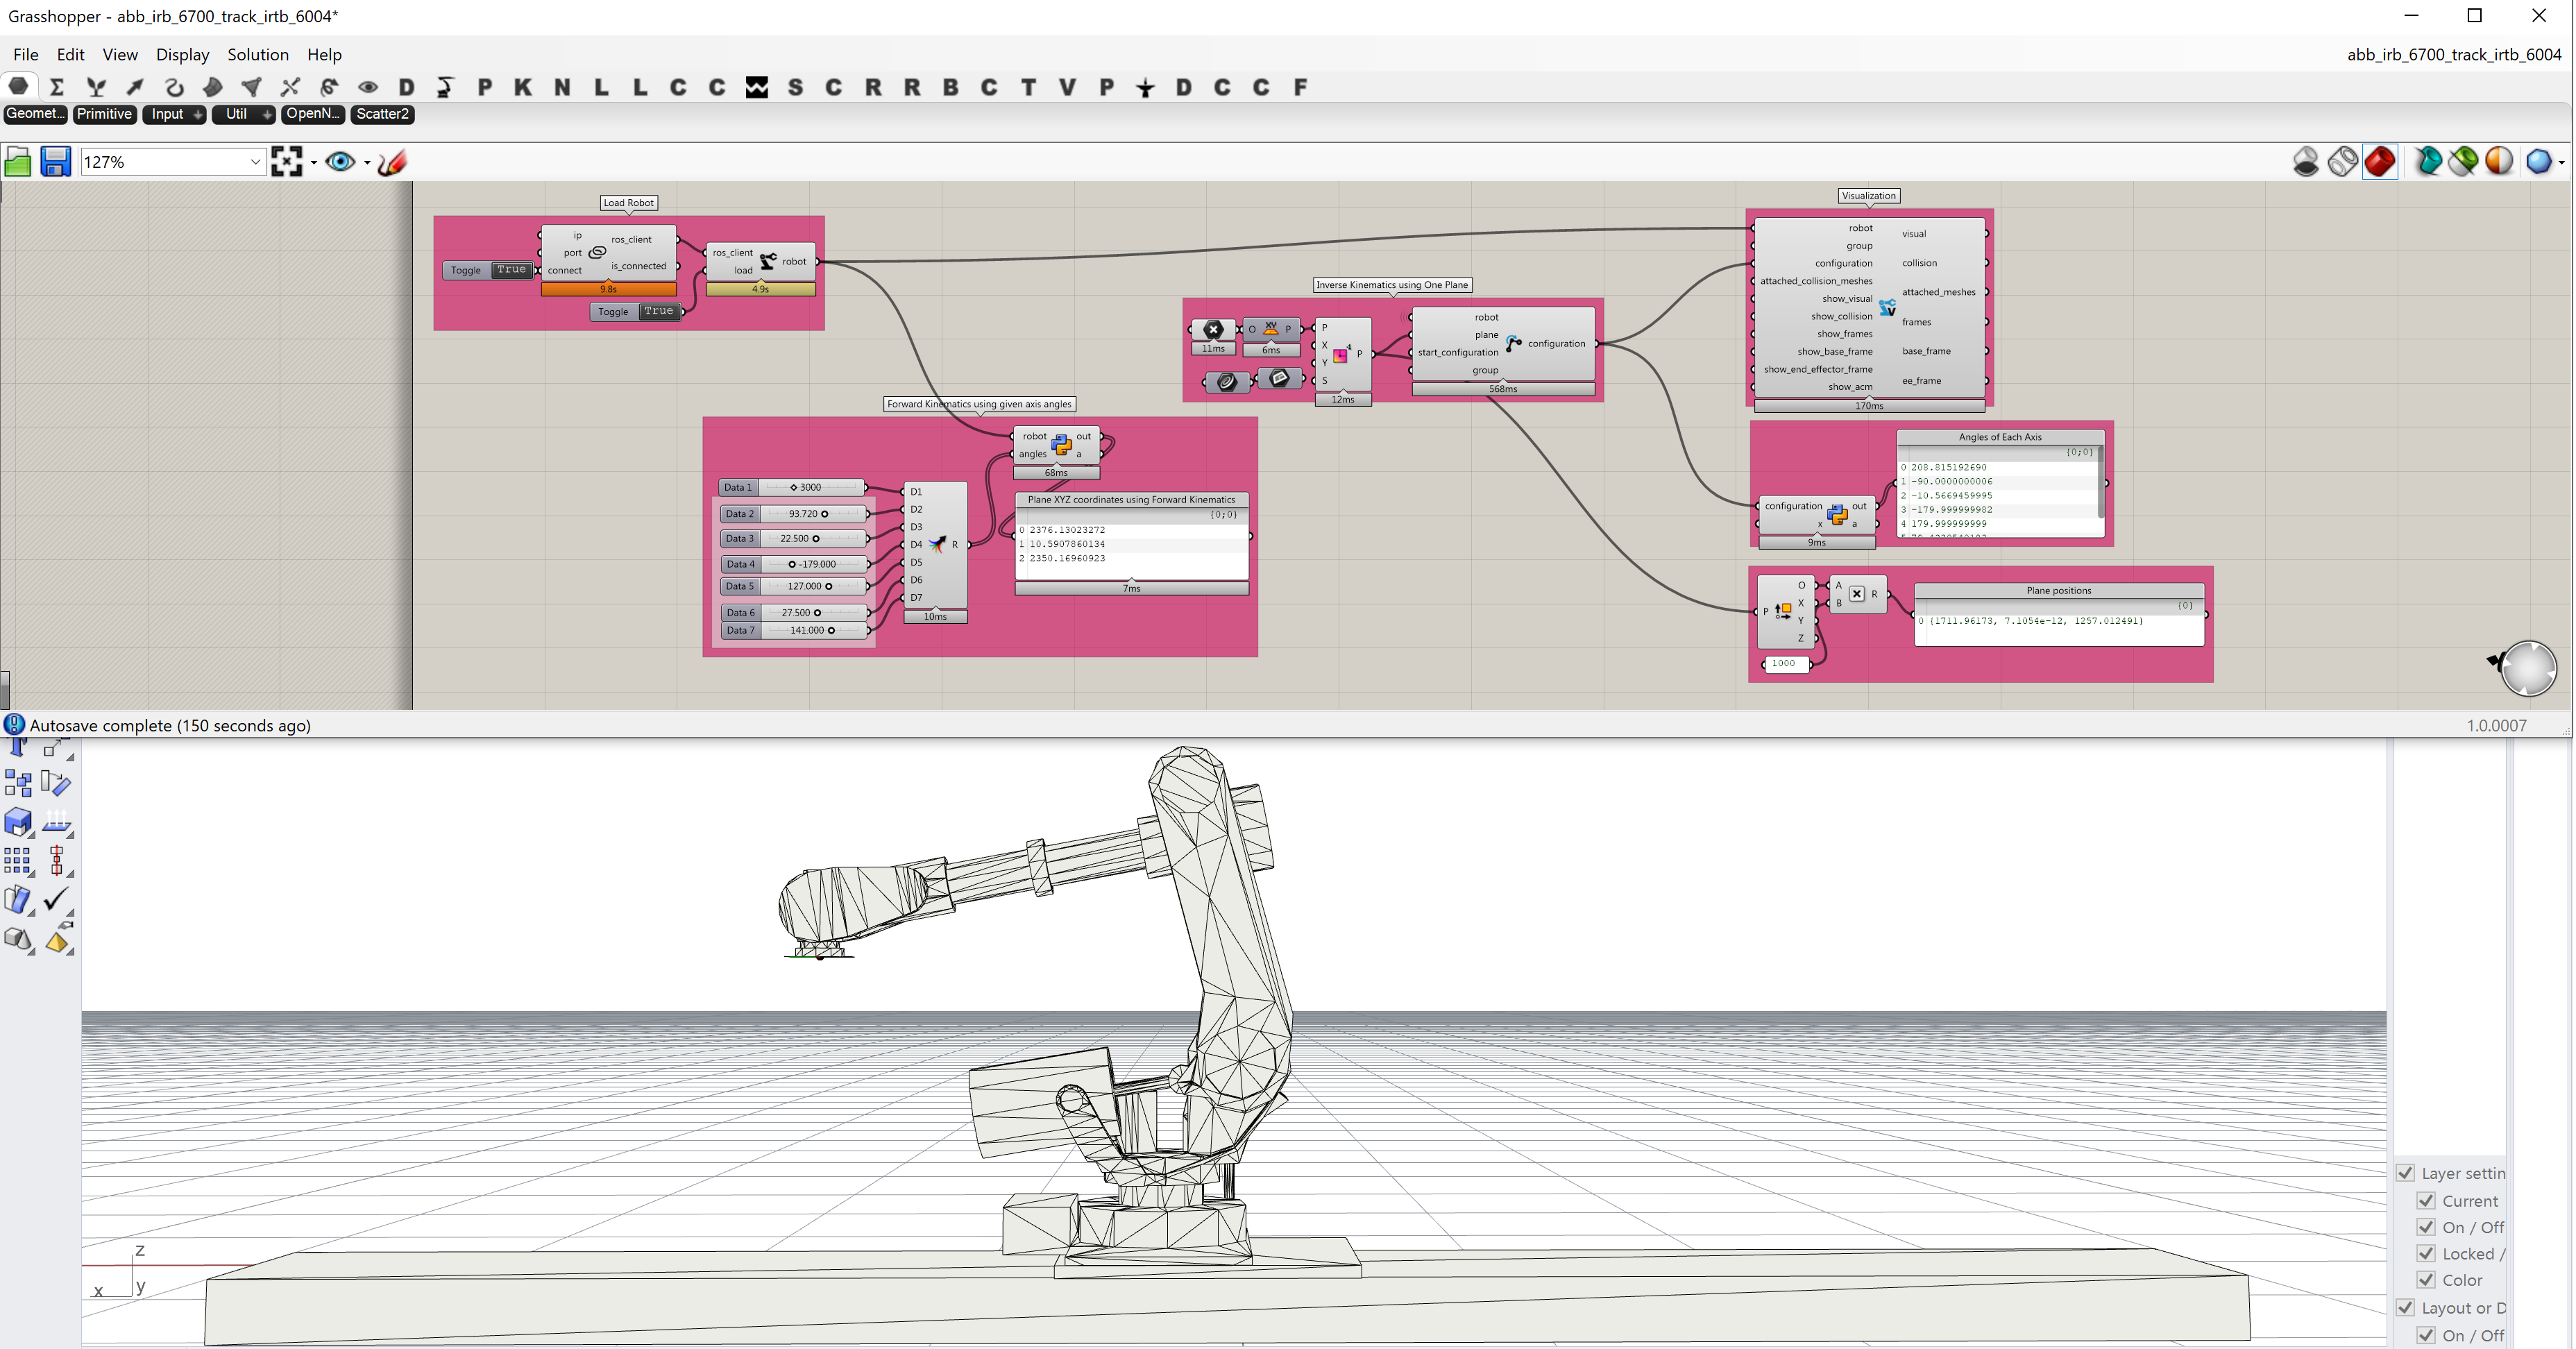 Grasshopper - abb_irb_6700_track_irtb_6004*
File Edit View Display Solution Help
abb_irb_6700_track_irtb_6004
D P K N L L C C S C R R B C T V P D C C F
Geomet... Primitive Input Util OpenN... Scatter2
127%
Load Robot
ip
port
connect
ros_client
is_connected
9.8s
Toggle True
ros_client
load
robot
4.9s
Toggle True
Forward Kinematics using given axis angles
robot
angles
out
a
68ms
Data 1 3000
Data 2 93.720
Data 3 22.500
Data 4 -179.000
Data 5 127.000
Data 6 27.500
Data 7 141.000
D1
D2
D3
D4
D5
D6
D7
R
10ms
Plane XYZ coordinates using Forward Kinematics
{0;0}
0 2376.13023272
1 10.5907860134
2 2350.16960923
7ms
Inverse Kinematics using One Plane
11ms
O XY P
6ms
P
X
Y
S
P
12ms
robot
plane
start_configuration
group
configuration
568ms
Visualization
robot
group
configuration
attached_collision_meshes
show_visual
show_collision
show_frames
show_base_frame
show_end_effector_frame
show_acm
visual
collision
attached_meshes
frames
base_frame
ee_frame
170ms
configuration
x
out
a
9ms
Angles of Each Axis
{0;0}
0 208.815192690
1 -90.0000000006
2 -10.5669459995
3 -179.999999982
4 179.999999999
P
O
X
Y
Z
1000
A
B
R
Plane positions
{0}
0 {1711.96173, 7.1054e-12, 1257.012491}
Autosave complete (150 seconds ago)
1.0.0007
z
x
y
Layer settin
Current
On / Off
Locked /
Color
Layout or D
On / Off